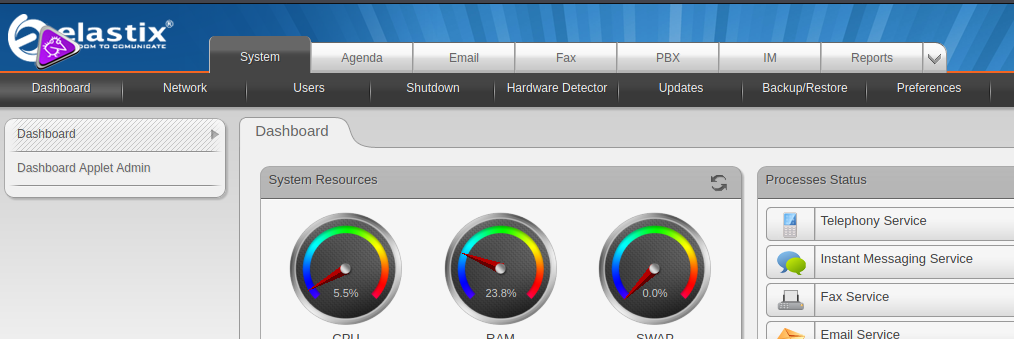 elastix®
DOM TO COMUNICATE
System
Agenda
Email
Fax
PBX
IM
Reports
Dashboard
Network
Users
Shutdown
Hardware Detector
Updates
Backup/Restore
Preferences
Dashboard
Dashboard Applet Admin
Dashboard
System Resources
5.5%
23.8%
0.0%
CPU
RAM
SWAP
Processes Status
Telephony Service
Instant Messaging Service
Fax Service
Email Service